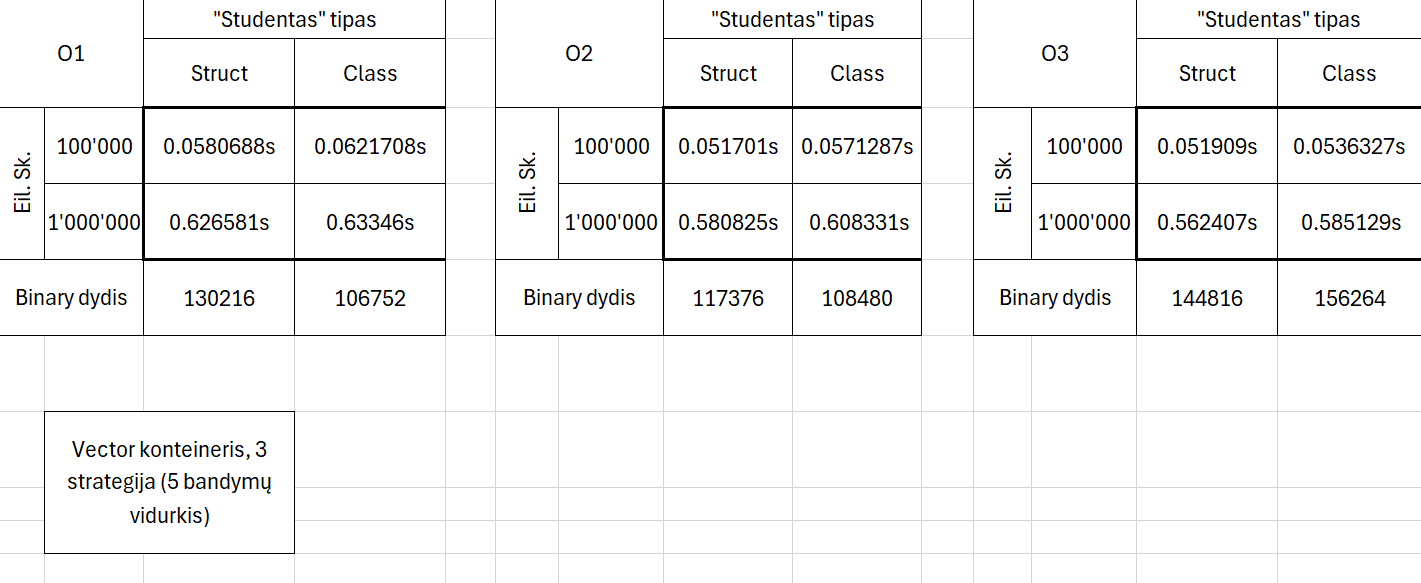 O1 "Studentas" tipas
Struct Class
Eil. Sk. 100'000 0.0580688s 0.0621708s
1'000'000 0.626581s 0.63346s
Binary dydis 130216 106752
O2 "Studentas" tipas
Struct Class
Eil. Sk. 100'000 0.051701s 0.0571287s
1'000'000 0.580825s 0.608331s
Binary dydis 117376 108480
O3 "Studentas" tipas
Struct Class
Eil. Sk. 100'000 0.051909s 0.0536327s
1'000'000 0.562407s 0.585129s
Binary dydis 144816 156264
Vector konteineris, 3
strategija (5 bandymų
vidurkis)